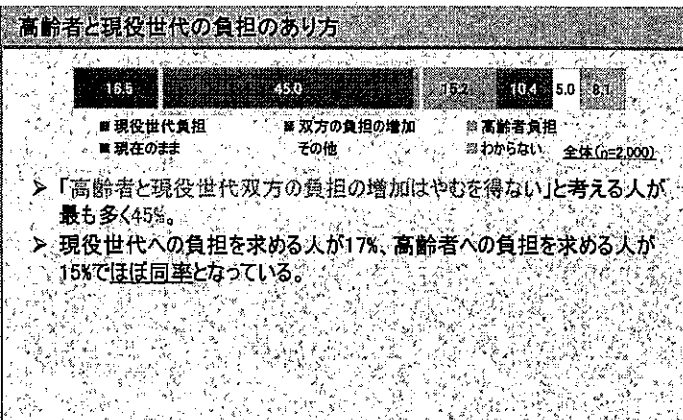 高齢者と現役世代の負担のあり方
16.5 45.0 15.2 10.4 5.0 8.1
■現役世代負担 ■双方の負担の増加 ■高齢者負担
■現在のまま その他 ■わからない 全体(n=2,000)
➢ 「高齢者と現役世代双方の負担の増加はやむを得ない」と考える人が
最も多く45%。
➢ 現役世代への負担を求める人が17%、高齢者への負担を求める人が
15%でほぼ同率となっている。